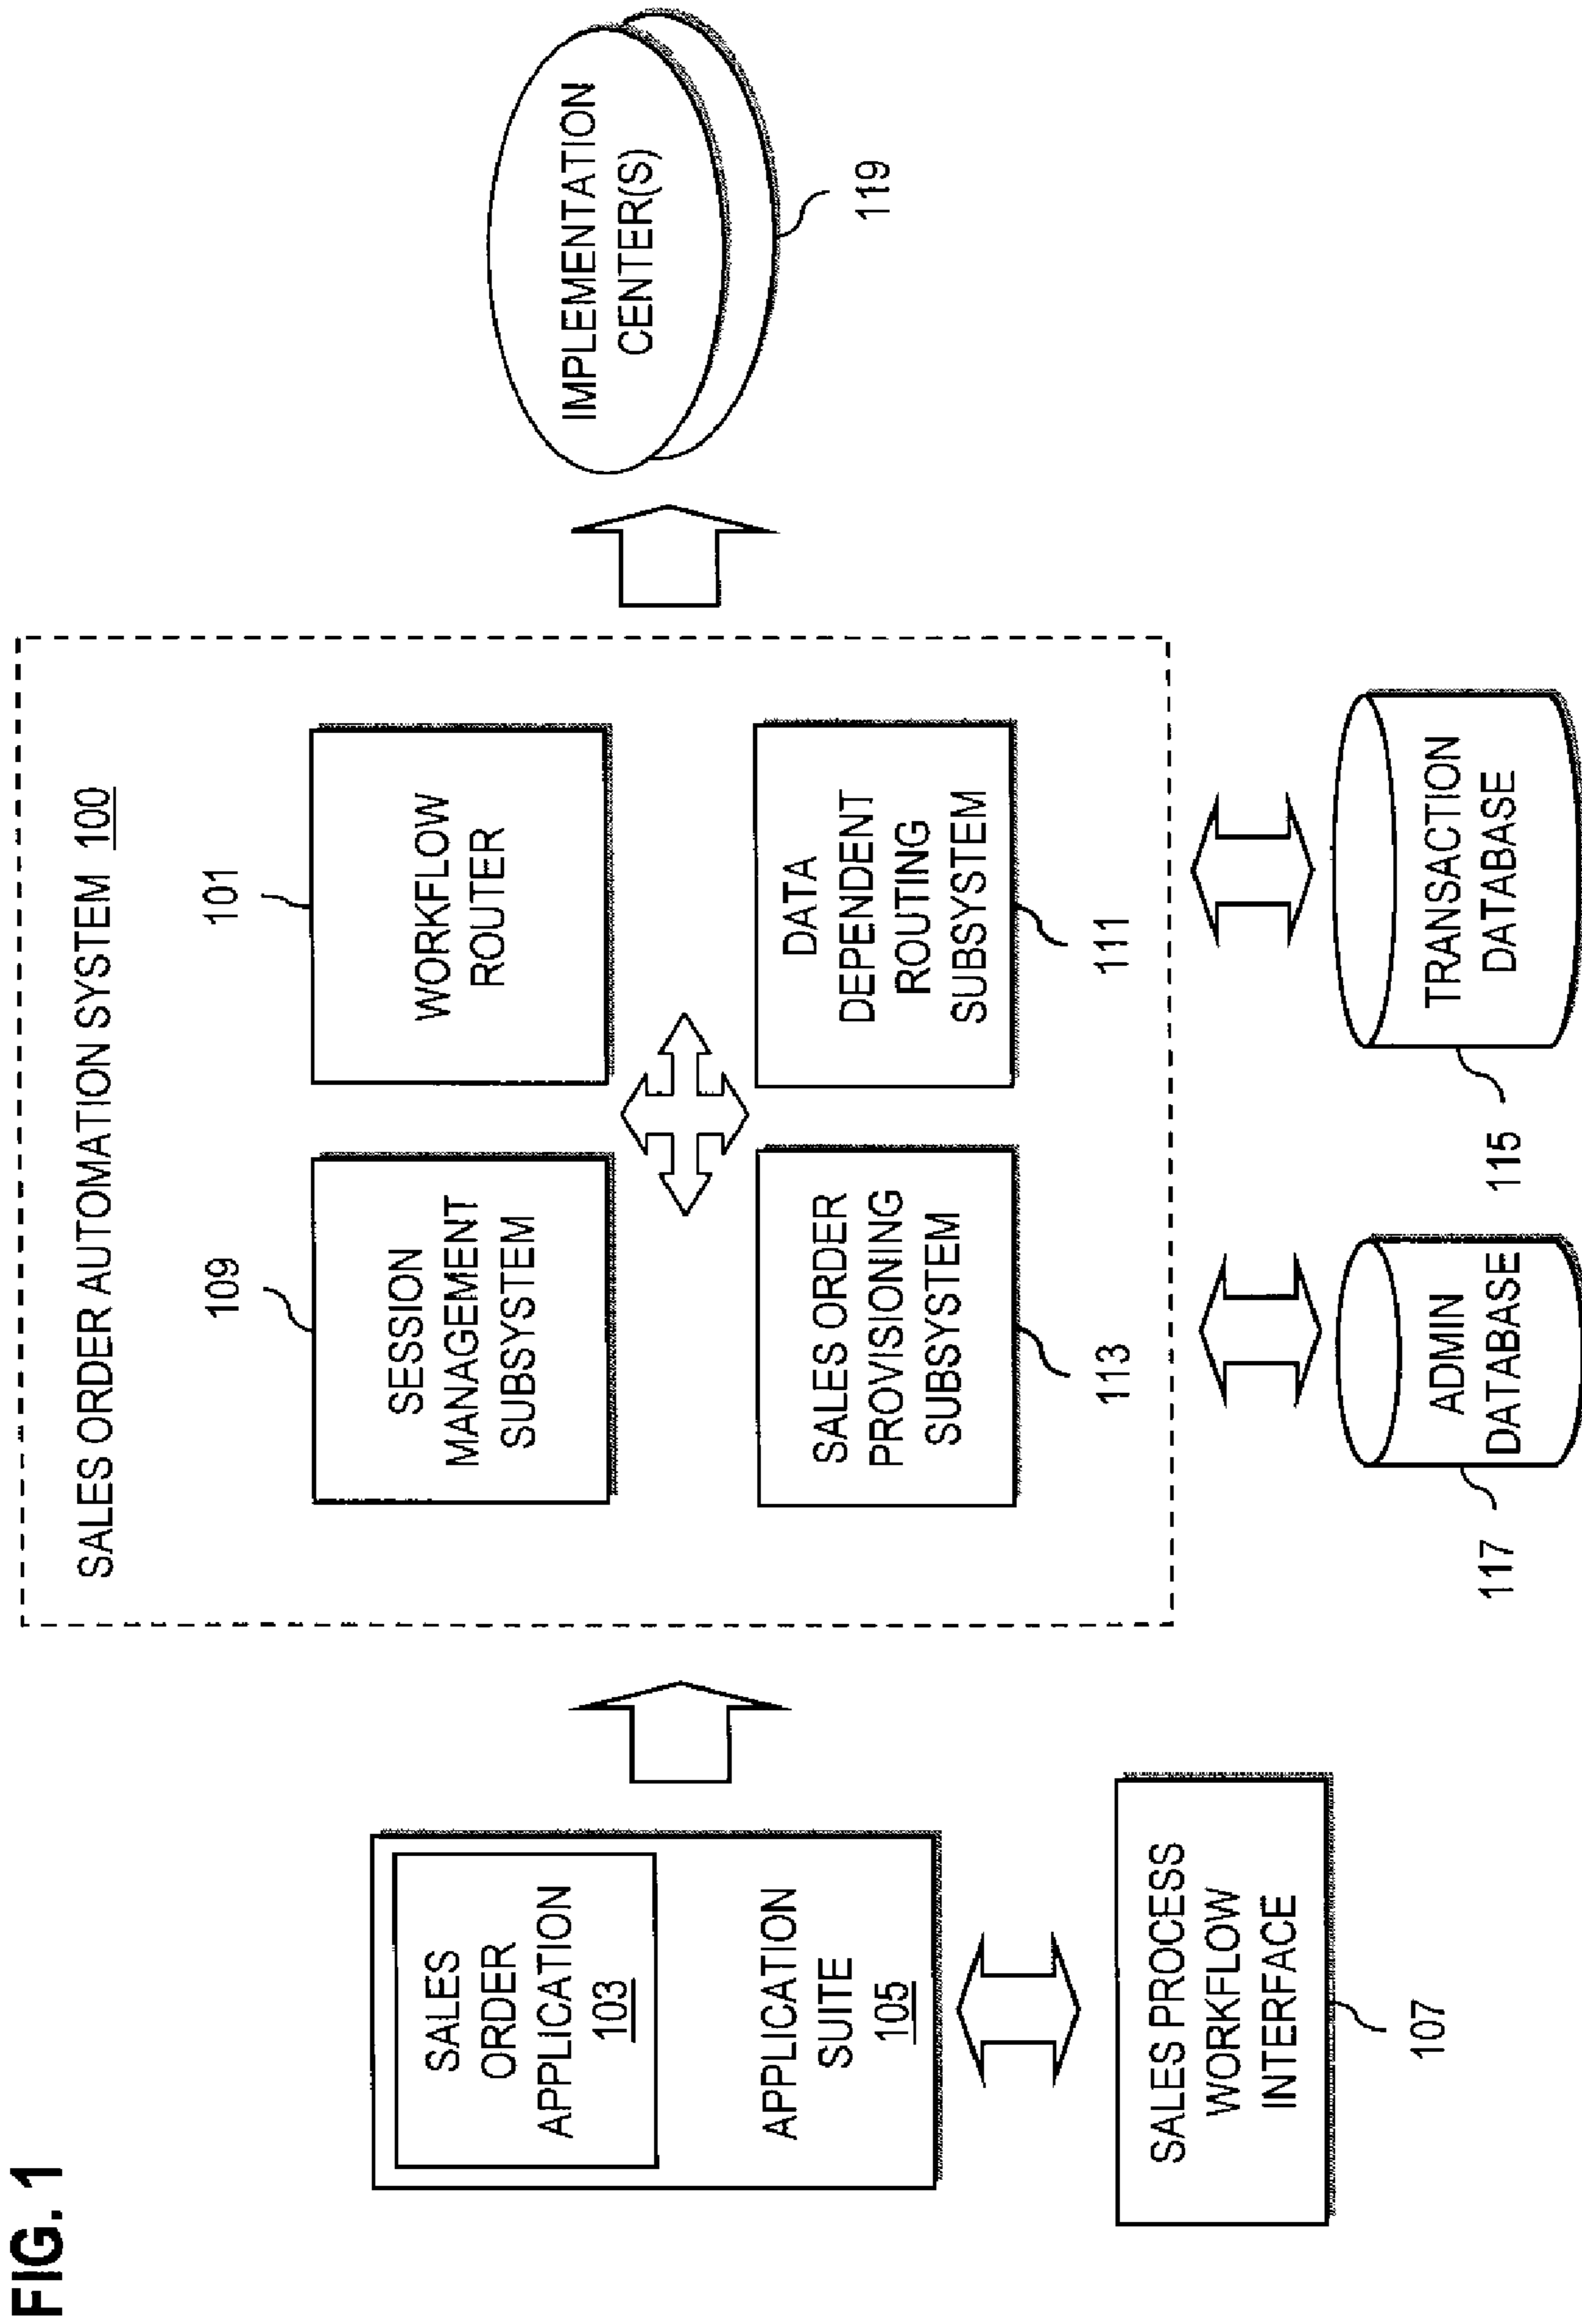 FIG. 1
SALES ORDER AUTOMATION SYSTEM 100
SALES
ORDER
APPLICATION
103
APPLICATION
SUITE
105
SALES PROCESS
WORKFLOW
INTERFACE
107
109
SESSION
MANAGEMENT
SUBSYSTEM
101
WORKFLOW
ROUTER
SALES ORDER
PROVISIONING
SUBSYSTEM
113
DATA
DEPENDENT
ROUTING
SUBSYSTEM
111
ADMIN
DATABASE
117
TRANSACTION
DATABASE
115
IMPLEMENTATION
CENTER(S)
119